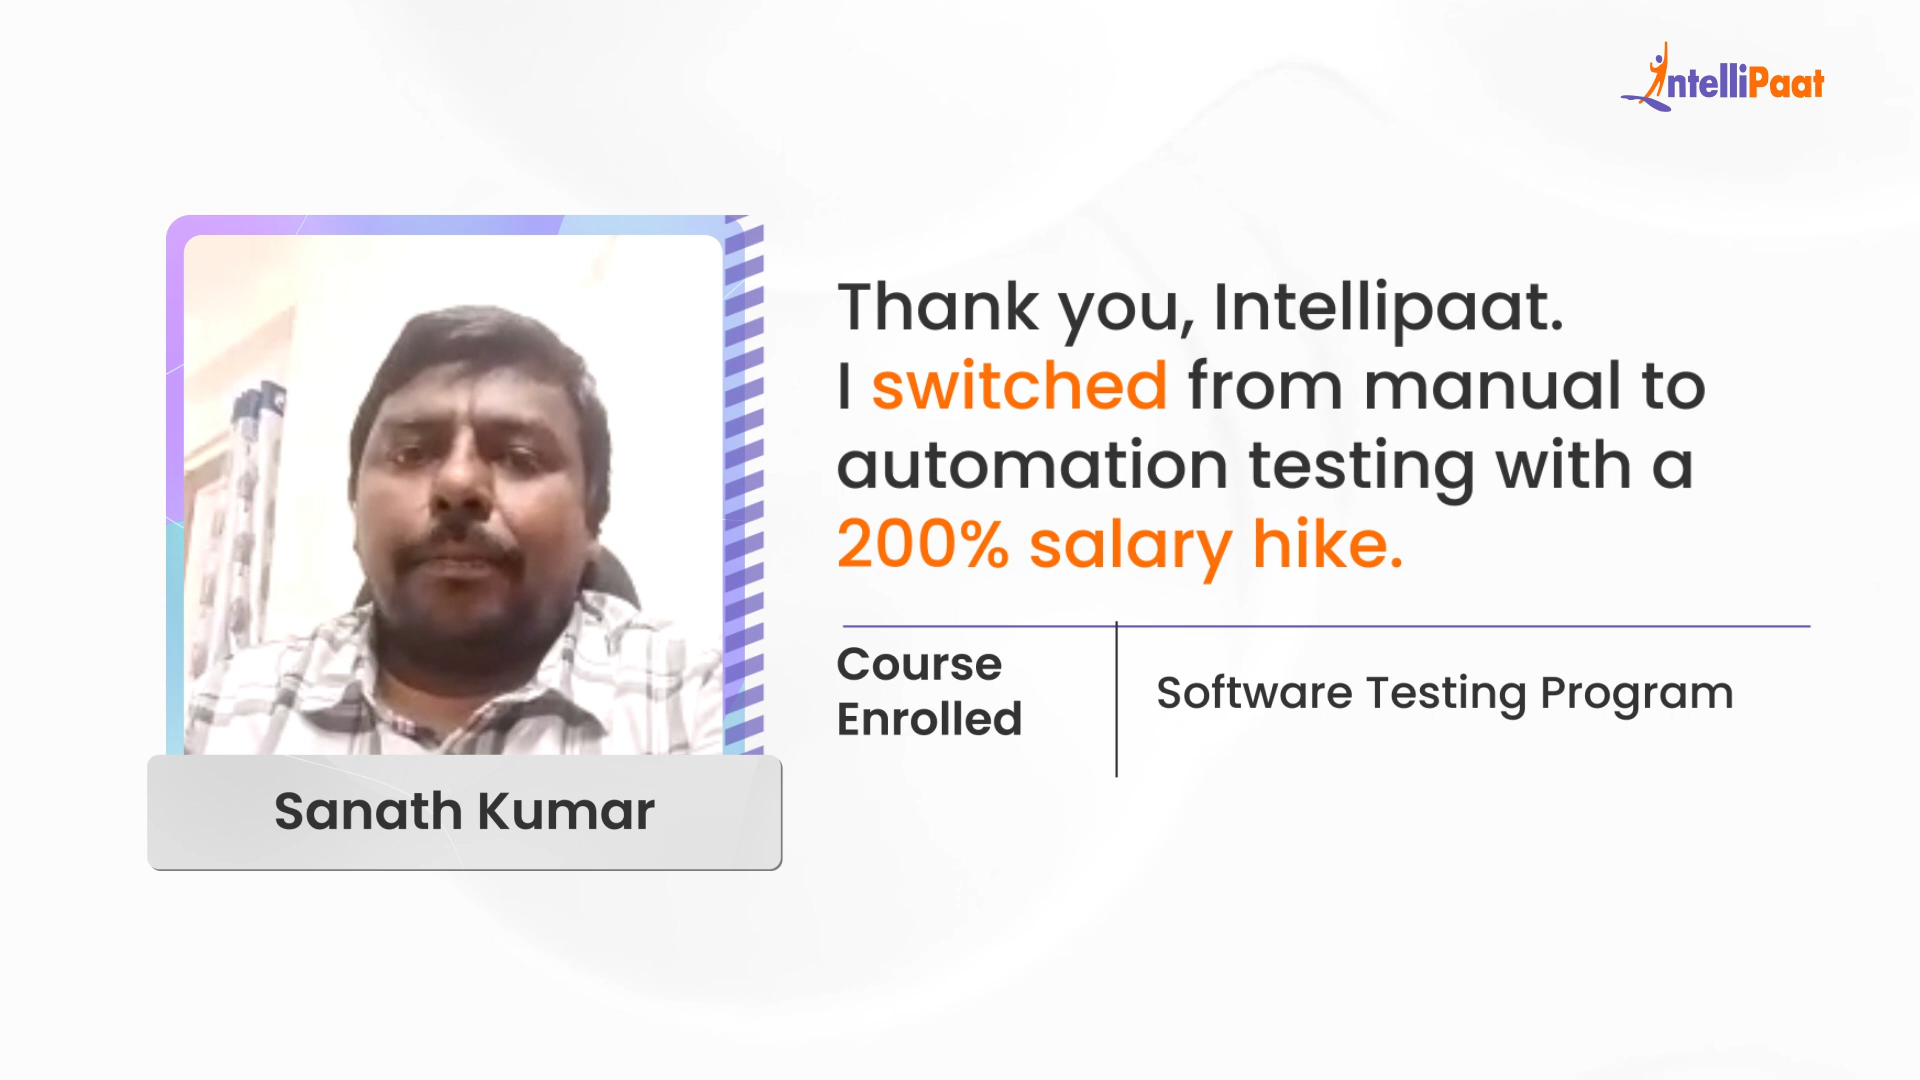 IntelliPaat
Thank you, Intellipaat.
I switched from manual to
automation testing with a
200% salary hike.
Course
Enrolled
Software Testing Program
Sanath Kumar